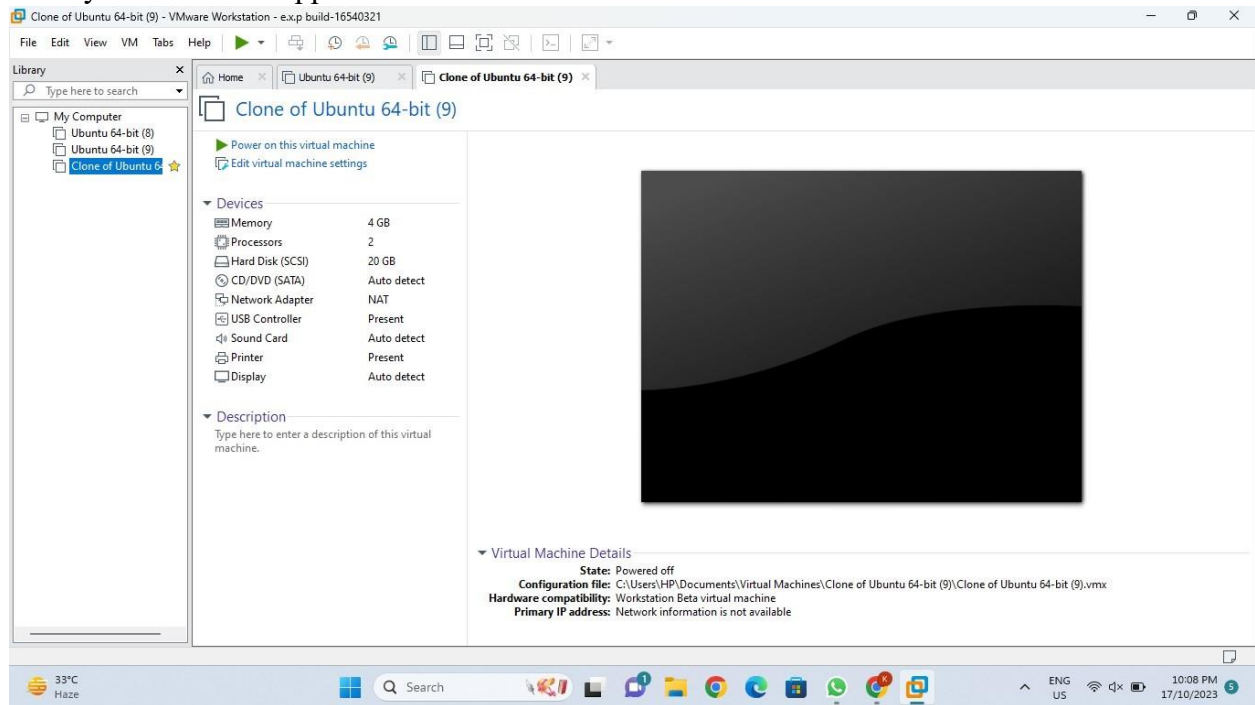 Clone of Ubuntu 64-bit (9) - VMware Workstation - e.x.p build-16540321
File Edit View VM Tabs Help
Library
Type here to search
My Computer
Ubuntu 64-bit (8)
Ubuntu 64-bit (9)
Clone of Ubuntu 64
Home
Ubuntu 64-bit (9)
Clone of Ubuntu 64-bit (9)
Clone of Ubuntu 64-bit (9)
Power on this virtual machine
Edit virtual machine settings
Devices
Memory 4 GB
Processors 2
Hard Disk (SCSI) 20 GB
CD/DVD (SATA) Auto detect
Network Adapter NAT
USB Controller Present
Sound Card Auto detect
Printer Present
Display Auto detect
Description
Type here to enter a description of this virtual
machine.
Virtual Machine Details
State: Powered off
Configuration file: C:\Users\HP\Documents\Virtual Machines\Clone of Ubuntu 64-bit (9)\Clone of Ubuntu 64-bit (9).vmx
Hardware compatibility: Workstation Beta virtual machine
Primary IP address: Network information is not available
33°C
Haze
Search
ENG
US
10:08 PM
17/10/2023
5